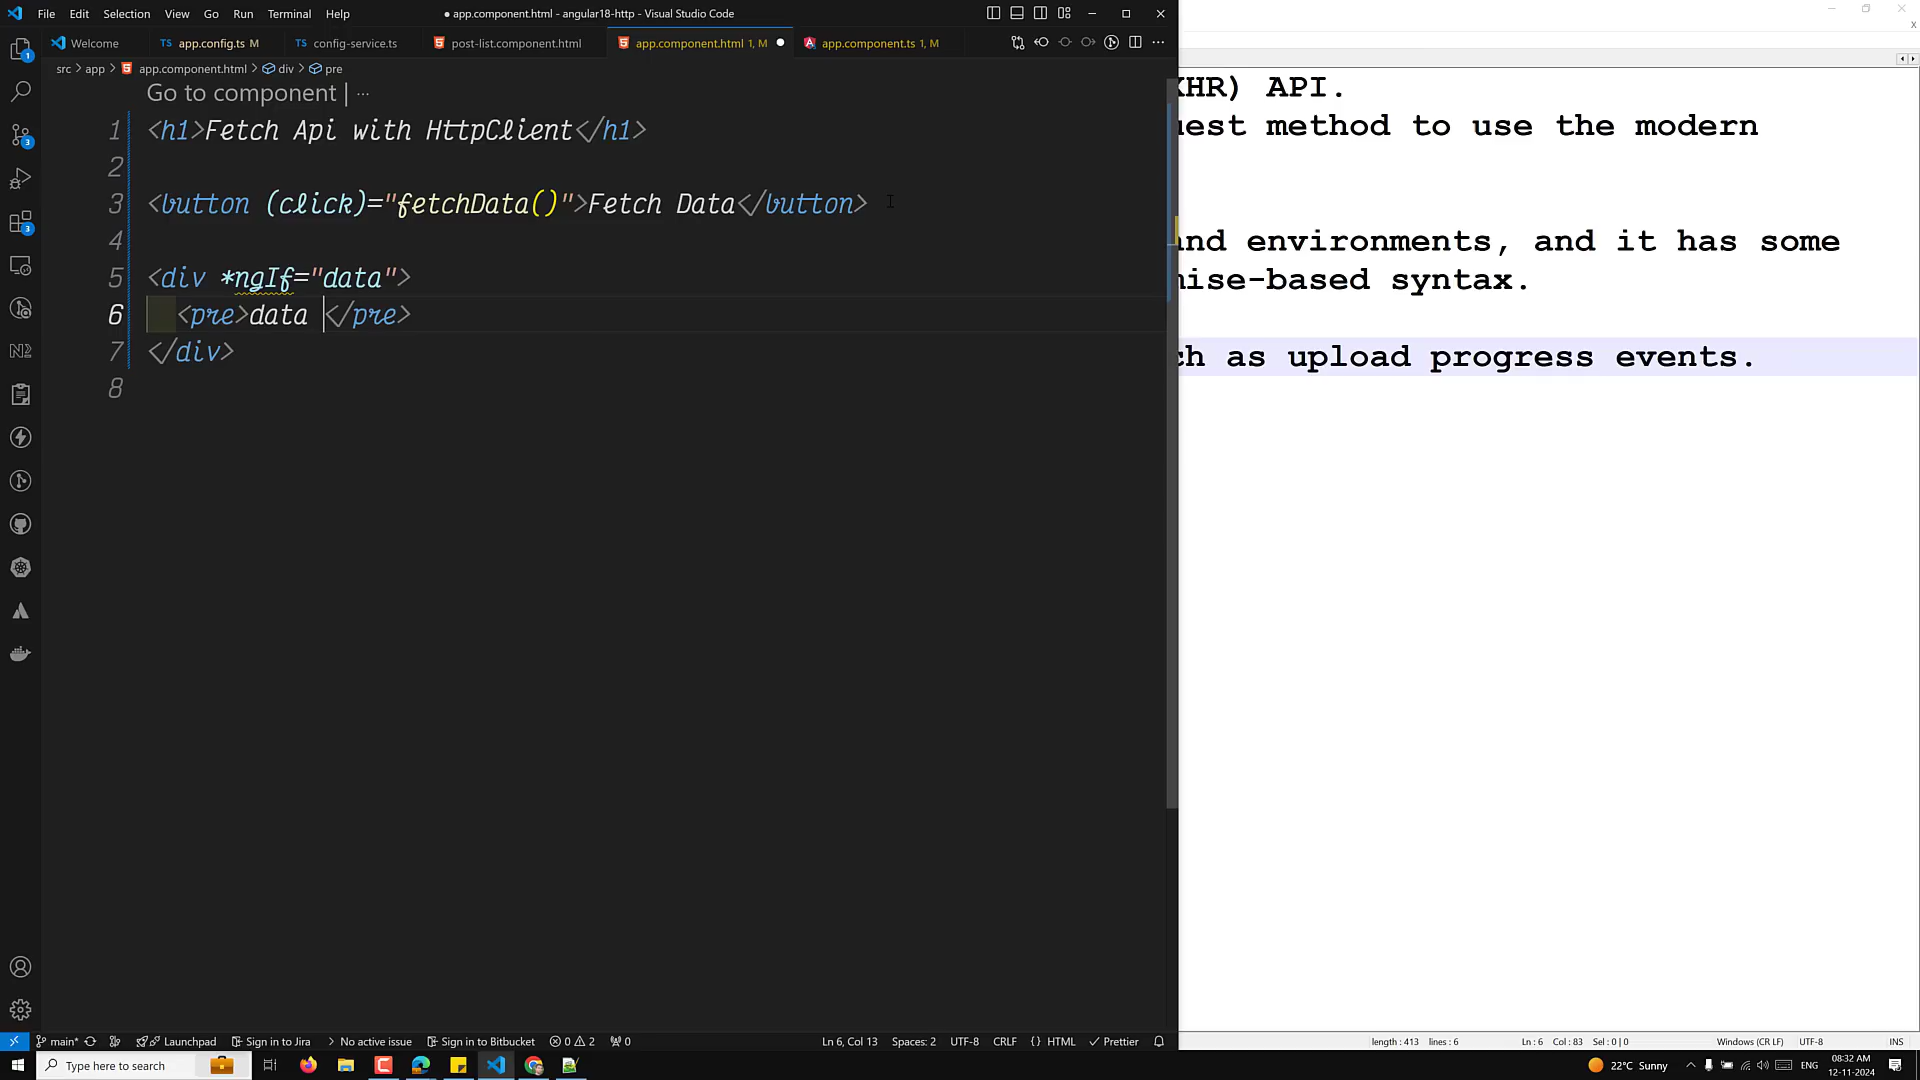 File Edit Selection View Go Run Terminal Help
● app.component.html - angular18-http - Visual Studio Code
Welcome
TS app.config.ts M
TS config-service.ts
post-list.component.html
app.component.html 1, M ●
app.component.ts 1, M
src > app > app.component.html > div > pre
Go to component | ...
1 <h1>Fetch Api with HttpClient</h1>
2
3 <button (click)="fetchData()">Fetch Data</button>
4
5 <div *ngIf="data">
6 <pre>data </pre>
7 </div>
8
HR) API.
uest method to use the modern
nd environments, and it has some
ise-based syntax.
ch as upload progress events.
main* Launchpad Sign in to Jira No active issue Sign in to Bitbucket 0 2 0
Ln 6, Col 13 Spaces: 2 UTF-8 CRLF {} HTML Prettier
length : 413 lines : 6 Ln : 6 Col : 83 Sel : 0 | 0 Windows (CR LF) UTF-8 INS
Type here to search
22°C Sunny ENG 08:32 AM
12-11-2024